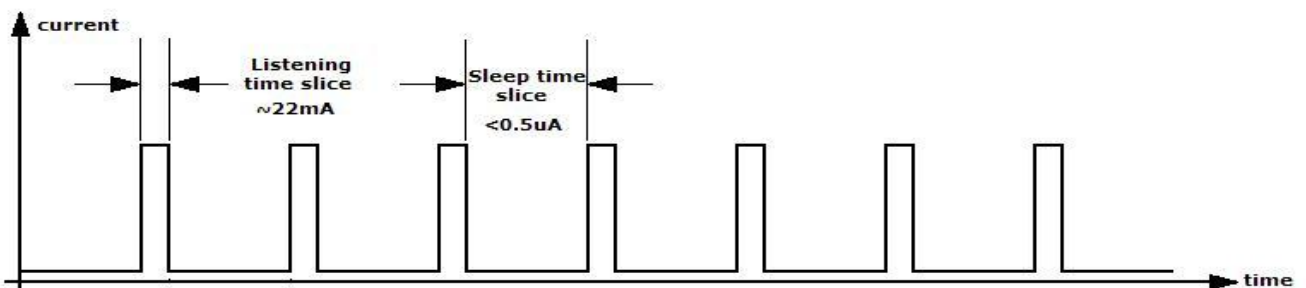 current
Listening
time slice
~22mA
Sleep time
slice
<0.5uA
time